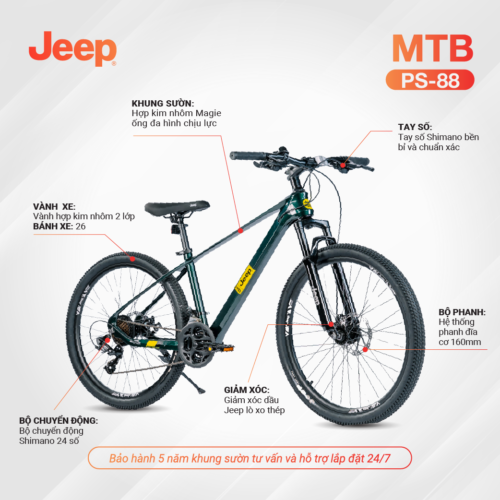 Jeep
MTB
PS-88
KHUNG SƯỜN:
Hợp kim nhôm Magie
ống đa hình chịu lực
TAY SỐ:
Tay số Shimano bền
bỉ và chuẩn xác
VÀNH XE:
Vành hợp kim nhôm 2 lớp
BÁNH XE: 26
Jeep
BỘ PHANH:
Hệ thống
phanh đĩa
cơ 160mm
GIẢM XÓC:
Giảm xóc dầu
Jeep lò xo thép
BỘ CHUYỂN ĐỘNG:
Bộ chuyển động
Shimano 24 số
Bảo hành 5 năm khung sườn tư vấn và hỗ trợ lắp đặt 24/7